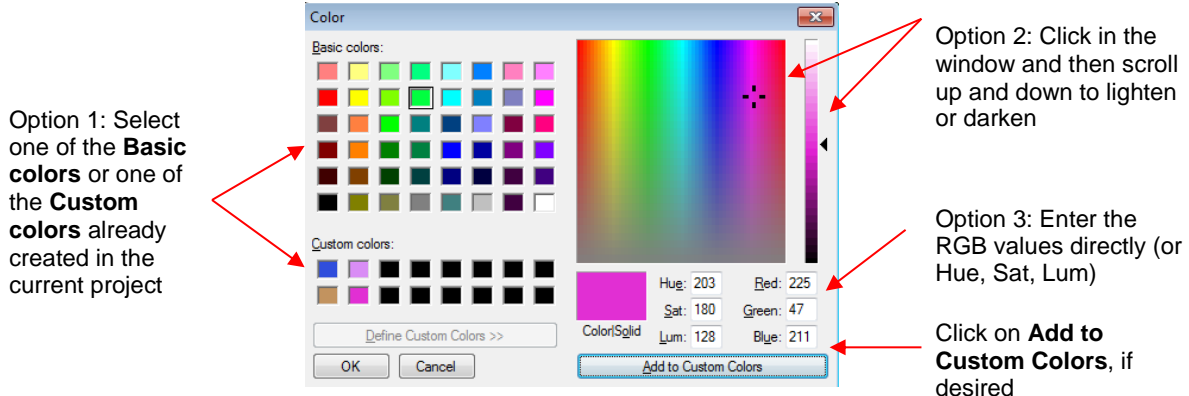 Option 1: Select
one of the Basic
colors or one of
the Custom
colors already
created in the
current project
Color
Basic colors:
Custom colors:
Define Custom Colors >>
OK Cancel
Color|Solid
Hue: 203 Red: 225
Sat: 180 Green: 47
Lum: 128 Blue: 211
Add to Custom Colors
Option 2: Click in the
window and then scroll
up and down to lighten
or darken
Option 3: Enter the
RGB values directly (or
Hue, Sat, Lum)
Click on Add to
Custom Colors, if
desired